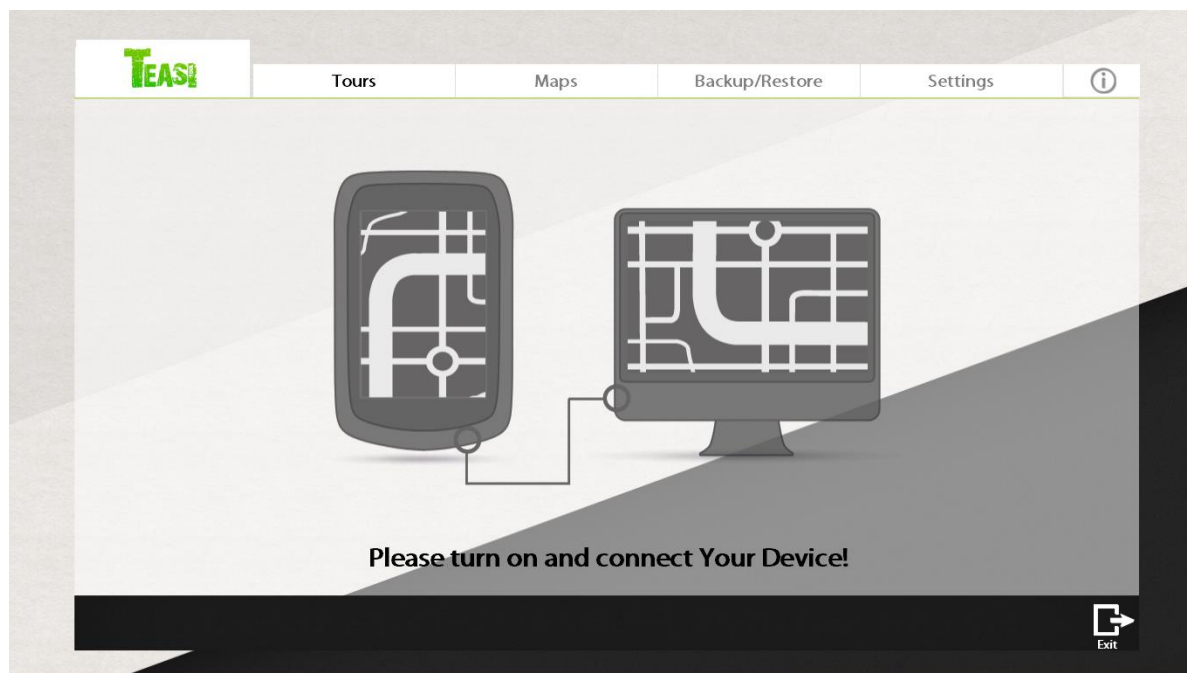 TEASI
Tours
Maps
Backup/Restore
Settings
i
Please turn on and connect Your Device!
Exit